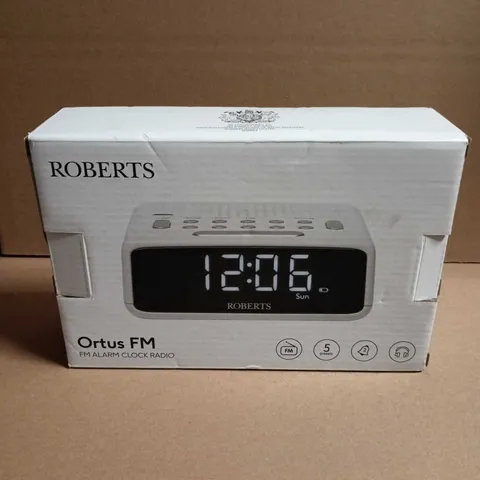 ROBERTS
12:06
Sun
ROBERTS
Ortus FM
FM ALARM CLOCK RADIO
FM
5